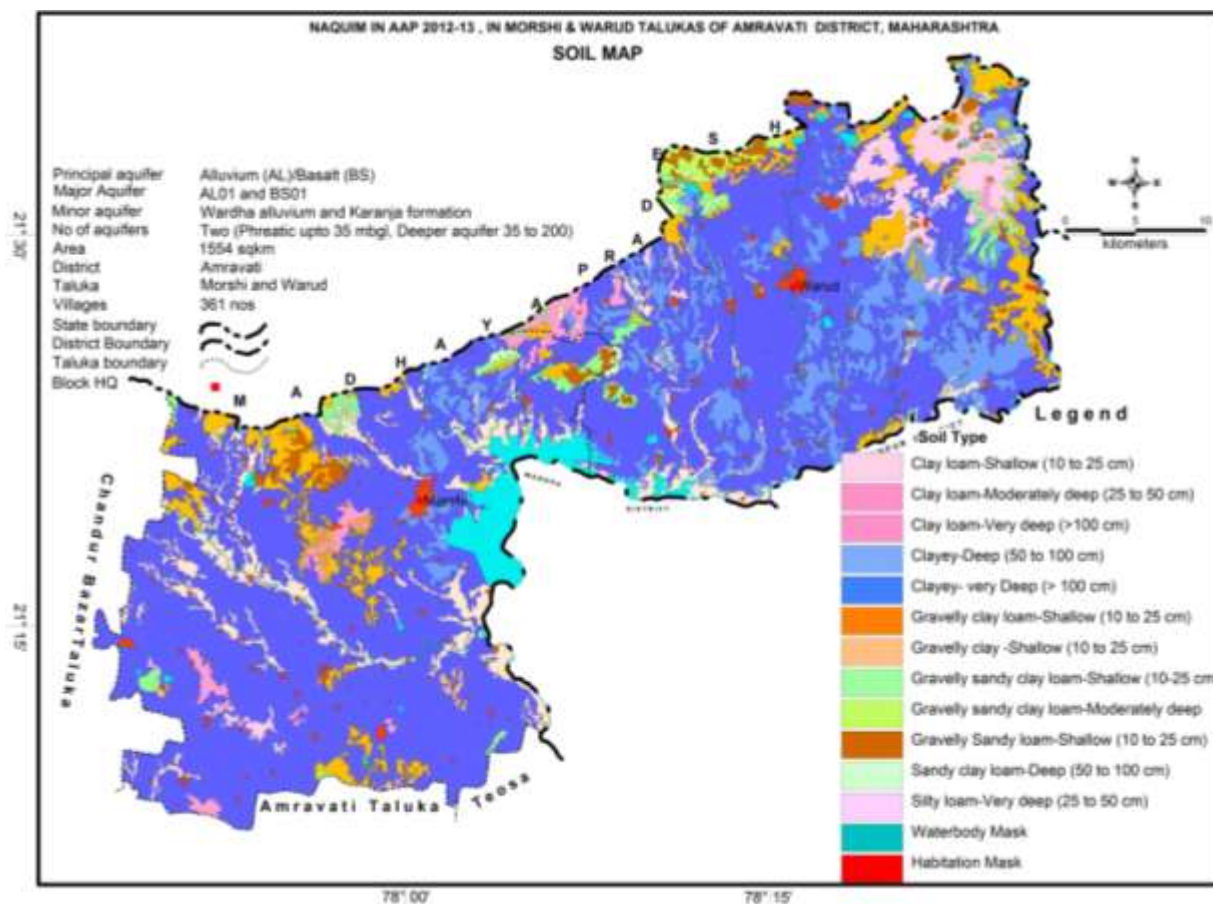 NAQUIM IN AAP 2012-13 , IN MORSHI & WARUD TALUKAS OF AMRAVATI DISTRICT, MAHARASHTRA
SOIL MAP
Principal aquifer Alluvium (AL)/Basalt (BS)
Major Aquifer AL01 and BS01
Minor aquifer Wardha alluvium and Karanja formation
No of aquifers Two (Phreatic upto 35 mbgl, Deeper aquifer 35 to 200)
Area 1554 sqkm
District Amravati
Taluka Morshi and Warud
Villages 361 nos
State boundary
District Boundary
Taluka boundary
Block HQ
MADHYA PRADESH
N
W E
S
0 5 10
kilometers
21° 30'
21° 15'
Warud
Morshi
WARDHA
DISTRICT
Chandur Bazar Taluka
Amravati Taluka
Teosa
Legend
Soil Type
Clay loam-Shallow (10 to 25 cm)
Clay loam-Moderately deep (25 to 50 cm)
Clay loam-Very deep (>100 cm)
Clayey-Deep (50 to 100 cm)
Clayey- very Deep (> 100 cm)
Gravelly clay loam-Shallow (10 to 25 cm)
Gravelly clay -Shallow (10 to 25 cm)
Gravelly sandy clay loam-Shallow (10-25 cm
Gravelly sandy clay loam-Moderately deep
Gravelly Sandy loam-Shallow (10 to 25 cm)
Sandy clay loam-Deep (50 to 100 cm)
Silty loam-Very deep (25 to 50 cm)
Waterbody Mask
Habitation Mask
78° 00'
78° 15'